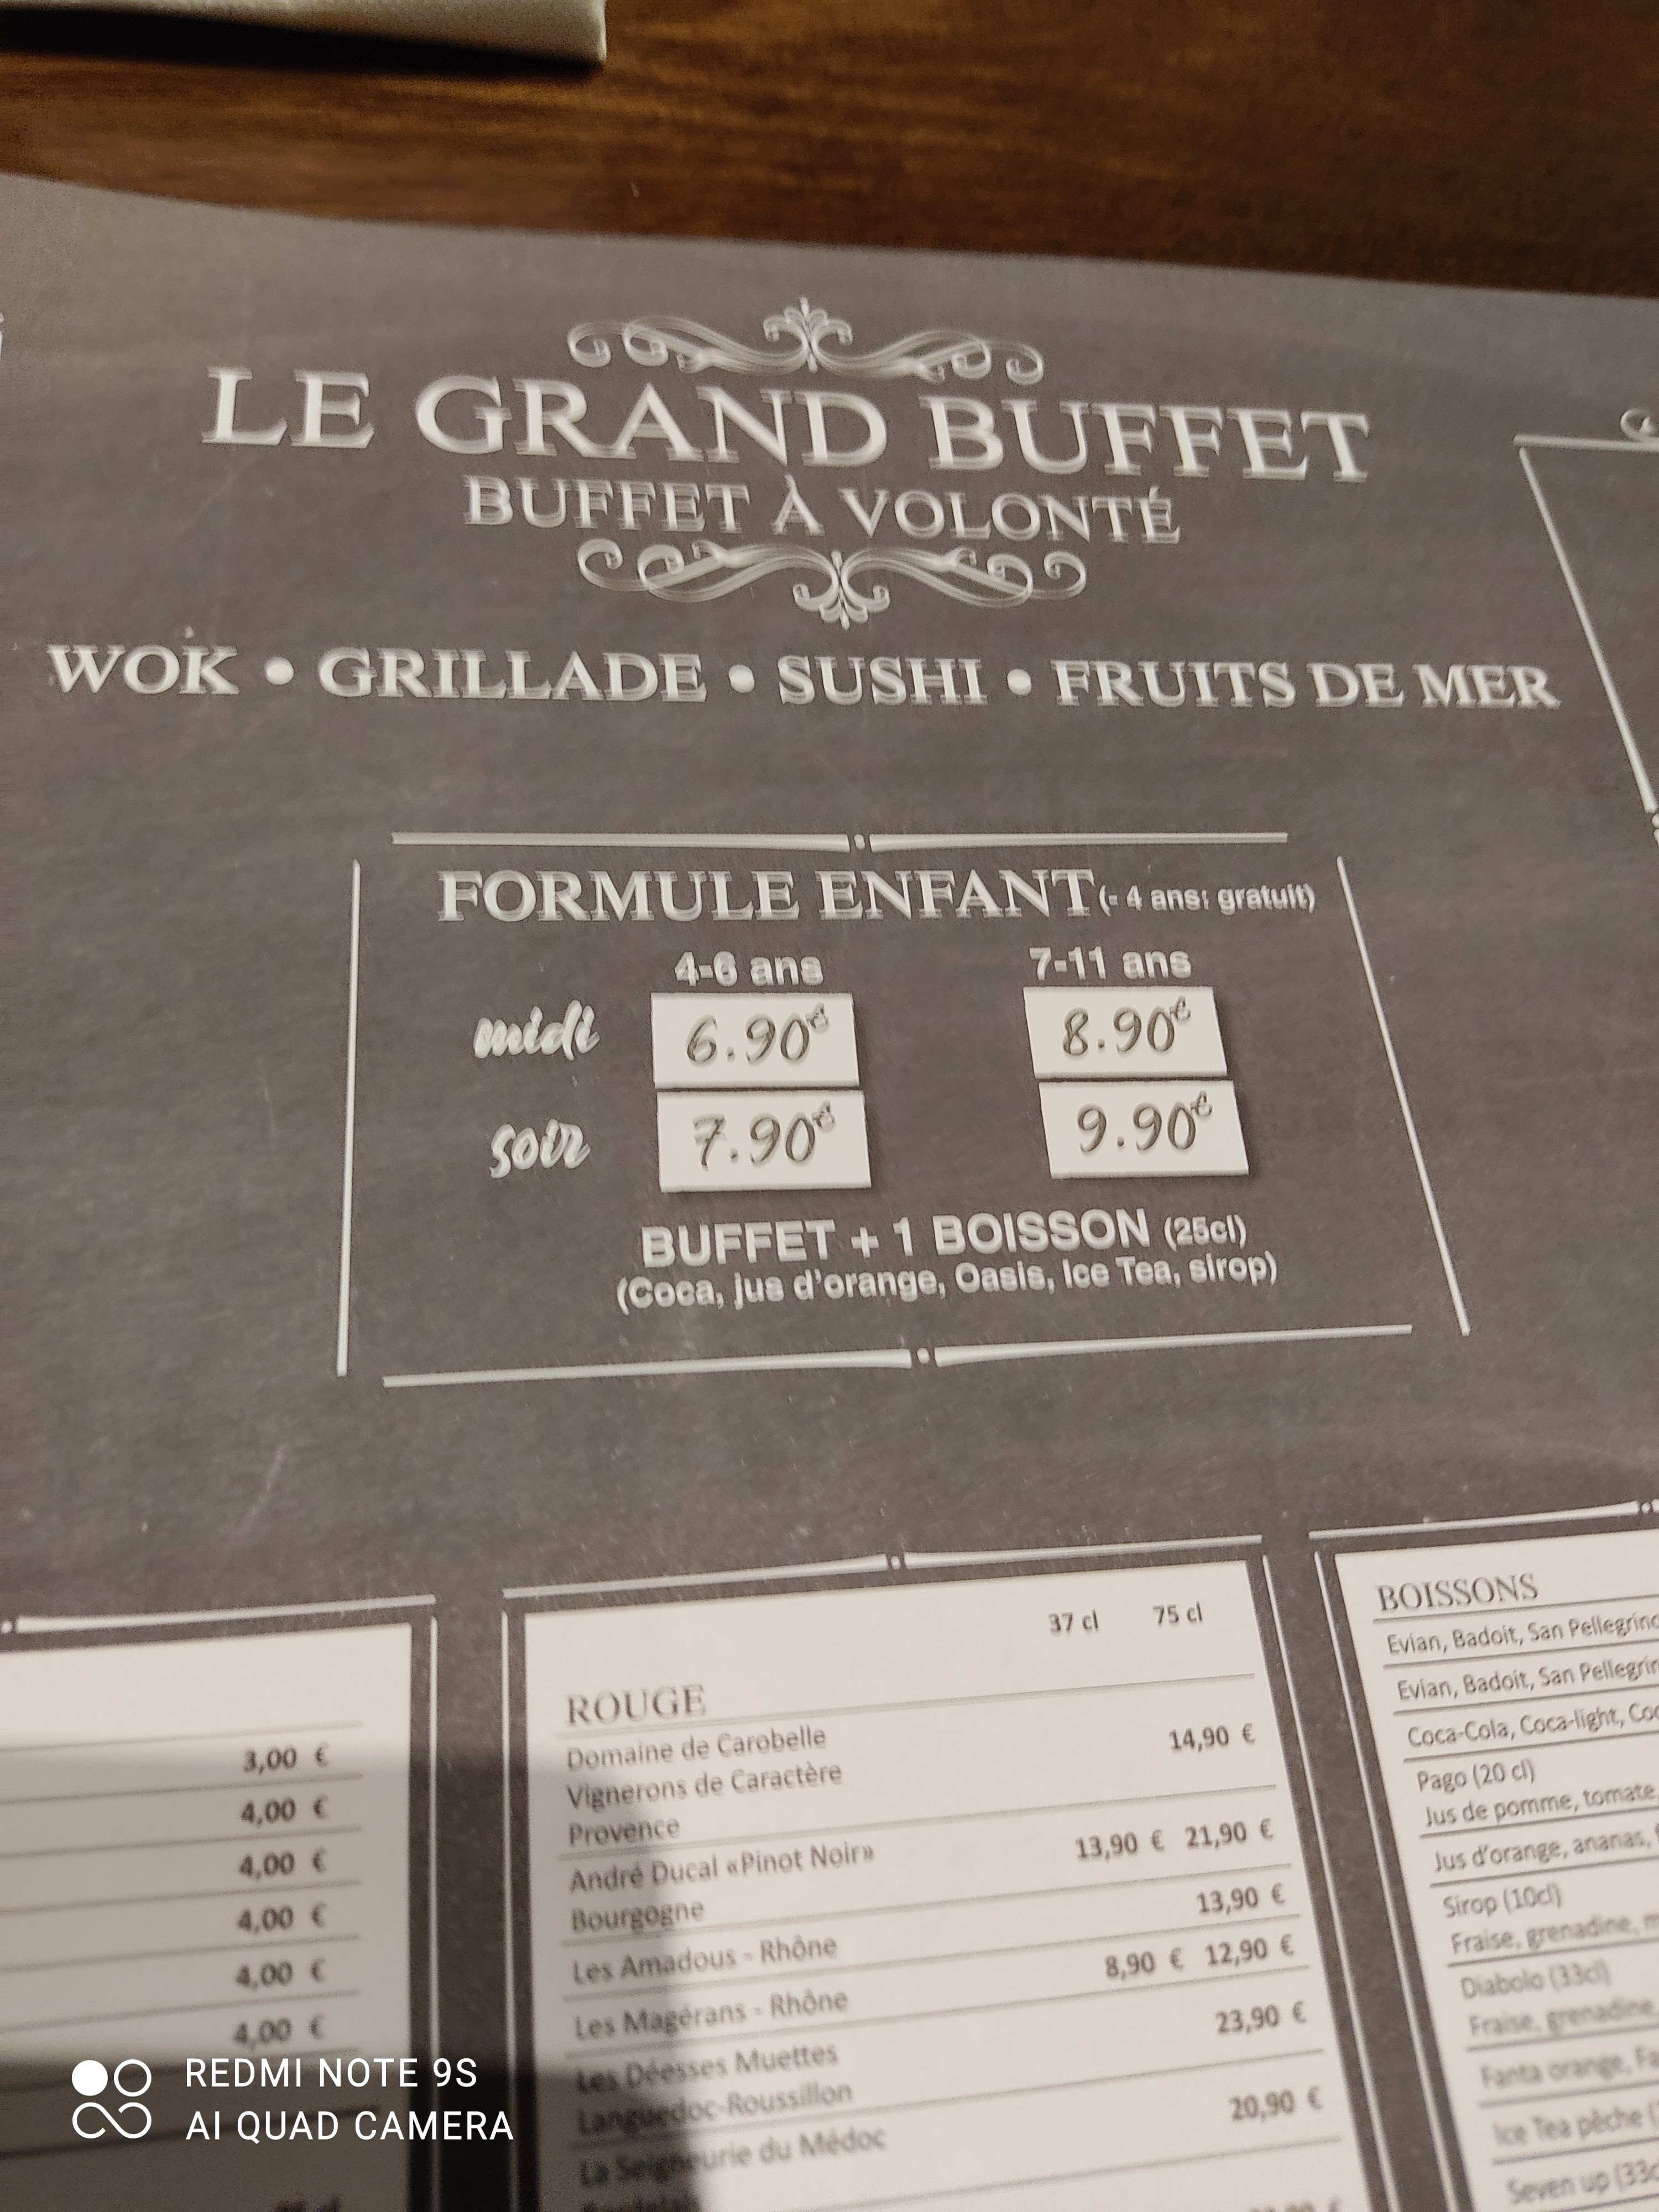 LE GRAND BUFFET
BUFFET À VOLONTÉ
WOK • GRILLADE • SUSHI • FRUITS DE MER
FORMULE ENFANT (- 4 ans: gratuit)
4-6 ans 7-11 ans
midi 6.90€ 8.90€
soir 7.90€ 9.90€
BUFFET + 1 BOISSON (25cl)
(Coca, jus d'orange, Oasis, Ice Tea, sirop)
3,00 €
4,00 €
4,00 €
4,00 €
4,00 €
4,00 €
37 cl 75 cl
ROUGE
Domaine de Carobelle 14,90 €
Vignerons de Caractère
Provence
André Ducal «Pinot Noir» 13,90 € 21,90 €
Bourgogne
Les Amadous - Rhône 13,90 €
Les Magérans - Rhône 8,90 € 12,90 €
Les Déesses Muettes 23,90 €
Languedoc-Roussillon
La Seigneurie du Médoc 20,90 €
BOISSONS
Evian, Badoit, San Pellegrino
Evian, Badoit, San Pellegrin
Coca-Cola, Coca-light, Coc
Pago (20 cl)
Jus de pomme, tomate,
Jus d'orange, ananas,
Sirop (10cl)
Fraise, grenadine, m
Diabolo (33cl)
Fraise, grenadine,
Fanta orange, Fa
Ice Tea pêche (
Seven up (33c
REDMI NOTE 9S
AI QUAD CAMERA